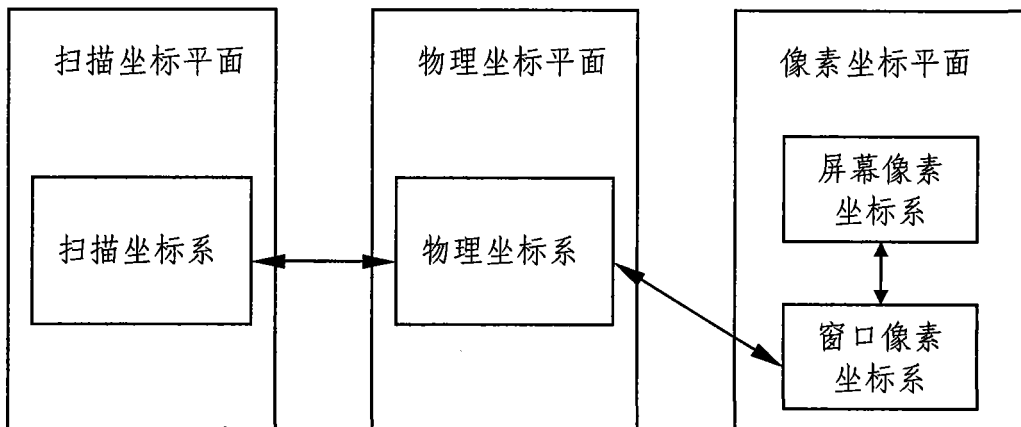 扫描坐标平面
物理坐标平面
像素坐标平面
扫描坐标系
物理坐标系
屏幕像素
坐标系
窗口像素
坐标系